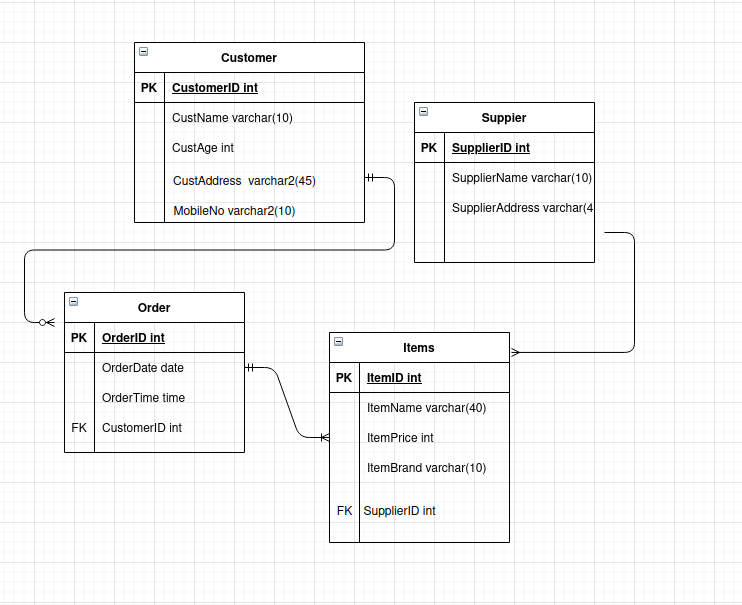 Customer
PK CustomerID int
CustName varchar(10)
CustAge int
CustAddress varchar2(45)
MobileNo varchar2(10)
Suppier
PK SupplierID int
SupplierName varchar(10)
SupplierAddress varchar(4
Order
PK OrderID int
OrderDate date
OrderTime time
FK CustomerID int
Items
PK ItemID int
ItemName varchar(40)
ItemPrice int
ItemBrand varchar(10)
FK SupplierID int